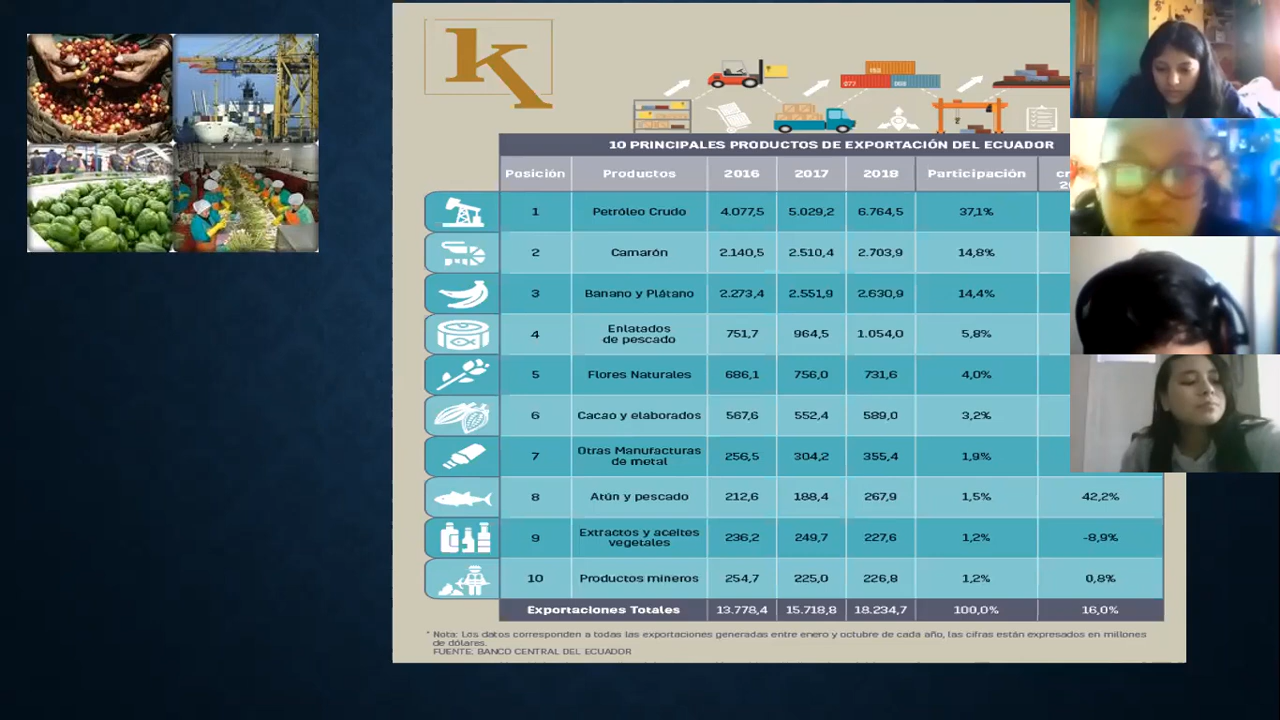 k
10 PRINCIPALES PRODUCTOS DE EXPORTACIÓN DEL ECUADOR
Posición Productos 2016 2017 2018 Participación
1 Petróleo Crudo 4.077,5 5.029,2 6.764,5 37,1%
2 Camarón 2.140,5 2.510,4 2.703,9 14,8%
3 Banano y Plátano 2.273,4 2.551,9 2.630,9 14,4%
4 Enlatados de pescado 751,7 964,5 1.054,0 5,8%
5 Flores Naturales 686,1 756,0 731,6 4,0%
6 Cacao y elaborados 567,6 552,4 589,0 3,2%
7 Otras Manufacturas de metal 256,5 304,2 355,4 1,9%
8 Atún y pescado 212,6 188,4 267,9 1,5% 42,2%
9 Extractos y aceites vegetales 236,2 249,7 227,6 1,2% -8,9%
10 Productos mineros 254,7 225,0 226,8 1,2% 0,8%
Exportaciones Totales 13.778,4 15.718,8 18.234,7 100,0% 16,0%
* Nota: Los datos corresponden a todas las exportaciones generadas entre enero y octubre de cada año, las cifras están expresados en millones
de dólares.
FUENTE: BANCO CENTRAL DEL ECUADOR